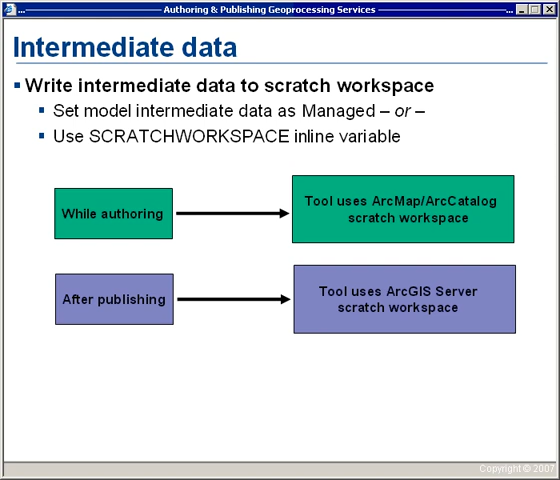 Authoring & Publishing Geoprocessing Services
Intermediate data
Write intermediate data to scratch workspace
Set model intermediate data as Managed – or –
Use SCRATCHWORKSPACE inline variable
While authoring
Tool uses ArcMap/ArcCatalog
scratch workspace
After publishing
Tool uses ArcGIS Server
scratch workspace
Copyright © 2007